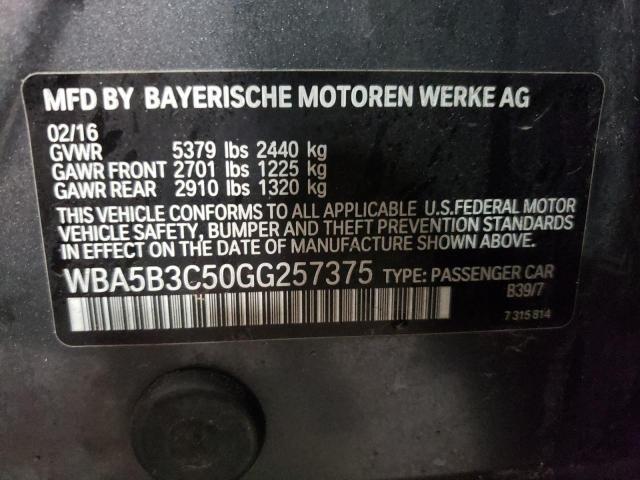 MFD BY BAYERISCHE MOTOREN WERKE AG
02/16
GVWR 5379 lbs 2440 kg
GAWR FRONT 2701 lbs 1225 kg
GAWR REAR 2910 lbs 1320 kg
THIS VEHICLE CONFORMS TO ALL APPLICABLE U.S.FEDERAL MOTOR
VEHICLE SAFETY, BUMPER AND THEFT PREVENTION STANDARDS
IN EFFECT ON THE DATE OF MANUFACTURE SHOWN ABOVE.
WBA5B3C50GG257375 TYPE: PASSENGER CAR
B39/7
7 315 814